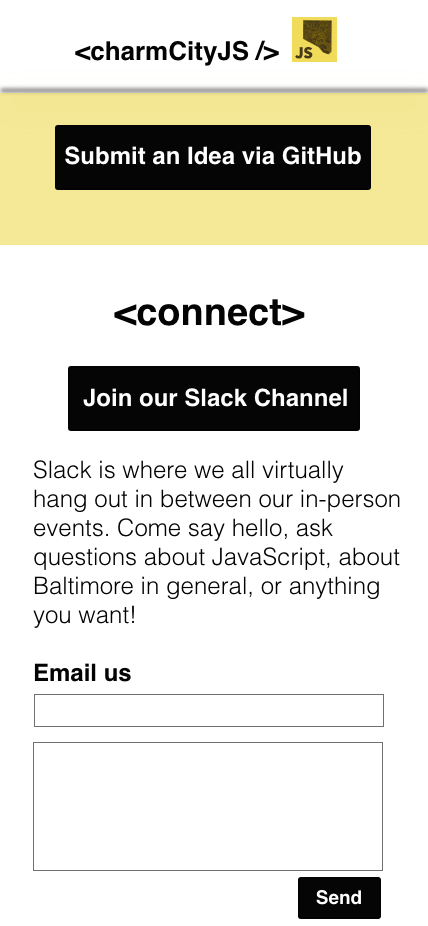 <charmCityJS />
JS
Submit an Idea via GitHub
<connect>
Join our Slack Channel
Slack is where we all virtually
hang out in between our in-person
events. Come say hello, ask
questions about JavaScript, about
Baltimore in general, or anything
you want!
Email us
Send